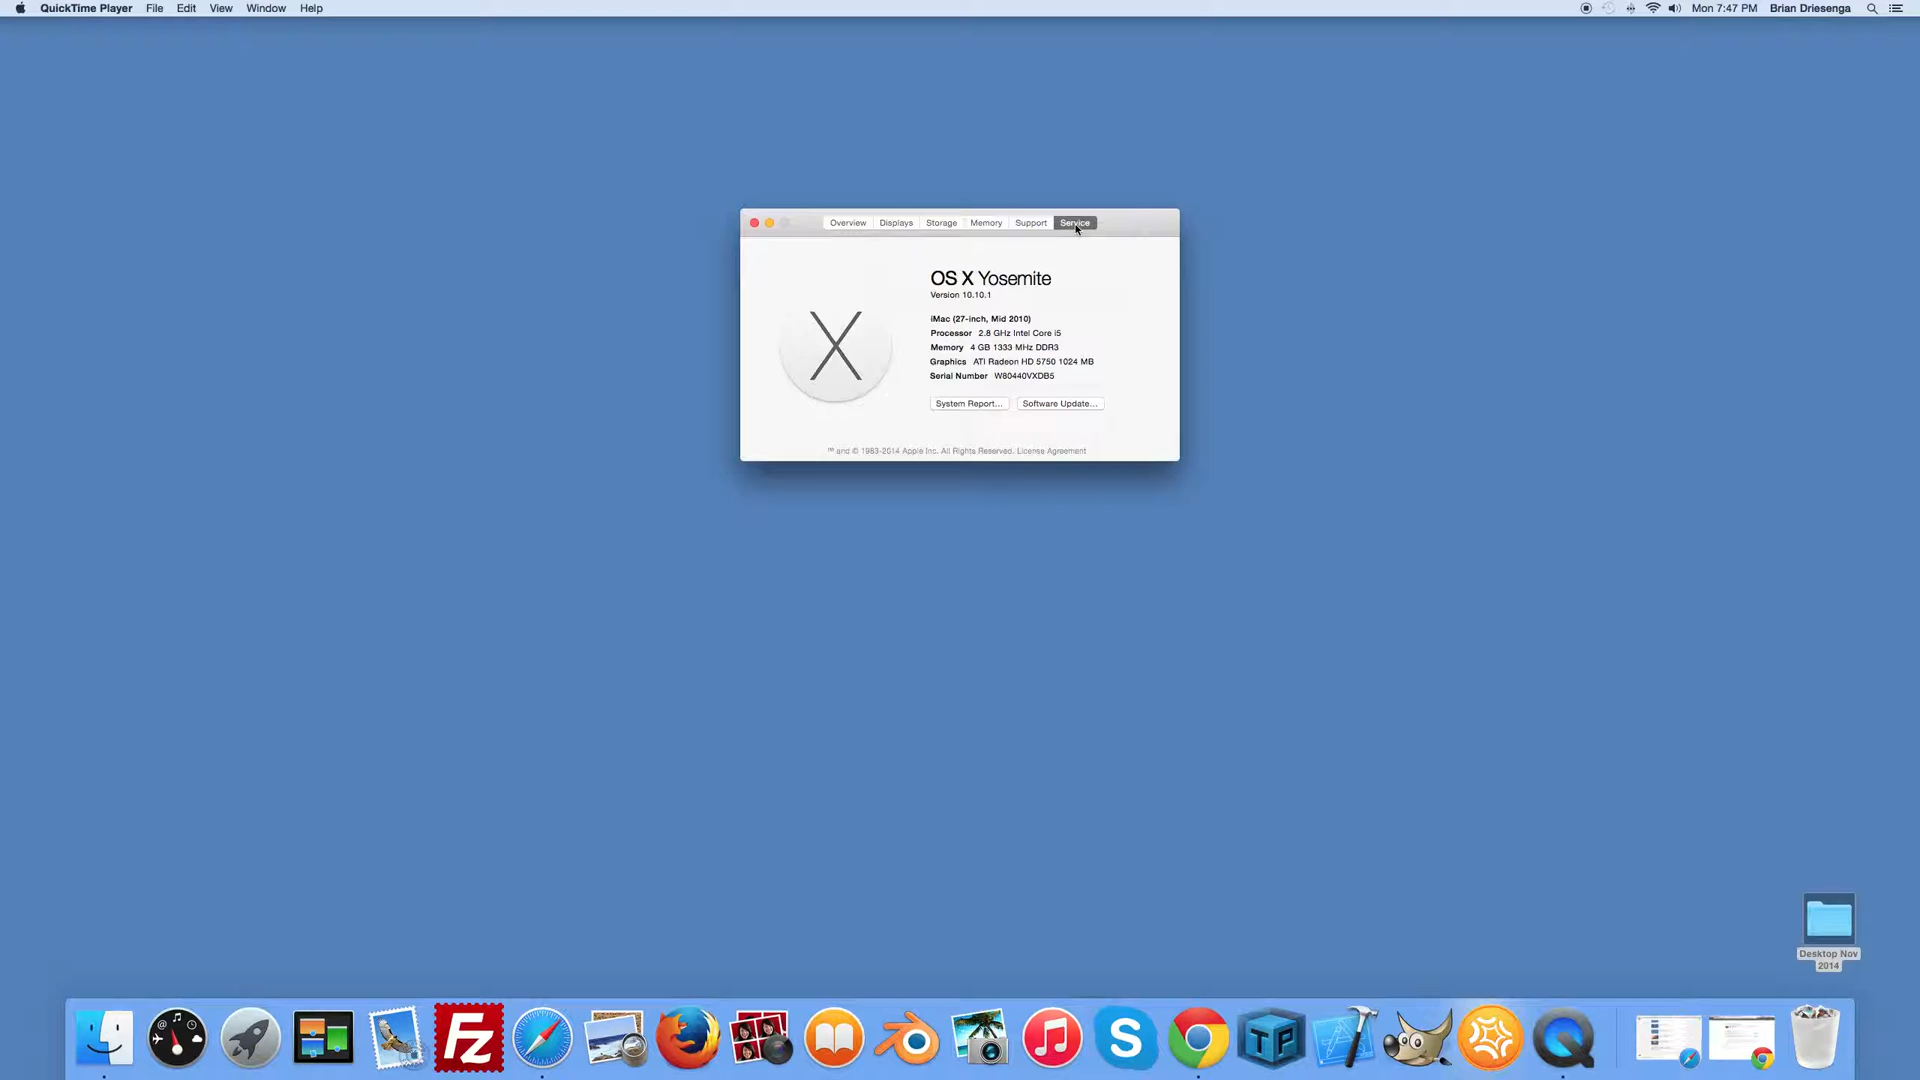 QuickTime Player File Edit View Window Help Mon 7:47 PM Brian Driesenga
Overview Displays Storage Memory Support Service
OS X Yosemite
Version 10.10.1
iMac (27-inch, Mid 2010)
Processor 2.8 GHz Intel Core i5
Memory 4 GB 1333 MHz DDR3
Graphics ATI Radeon HD 5750 1024 MB
Serial Number W80440VXDB5
System Report... Software Update...
™ and © 1983-2014 Apple Inc. All Rights Reserved. License Agreement
Desktop Nov
2014
Fz
S
TP